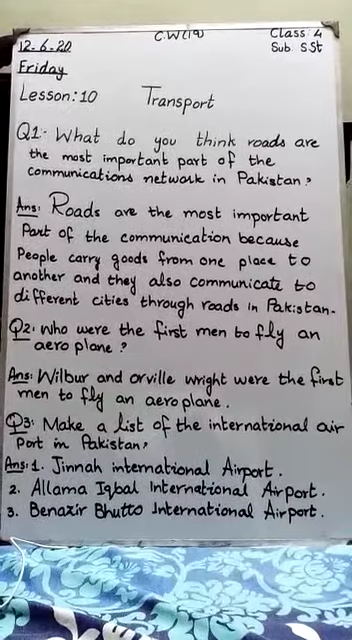 12-6-20
C.W(19)
Class: 4
Sub. S.St
Friday
Lesson: 10
Transport
Q1:- What do you think roads are
the most important part of the
communications network in Pakistan?
Ans: Roads are the most important
Part of the communication because
People carry goods from one place to
another and they also communicate to
different cities through roads in Pakistan.
Q2: Who were the first men to fly an
aero plane?
Ans: Wilbur and orville wright were the first
men to fly an aeroplane.
Q3: Make a list of the international air
Port in Pakistan?
Ans: 1. Jinnah international Airport.
2. Allama Iqbal International Airport.
3. Benazir Bhutto International Airport.